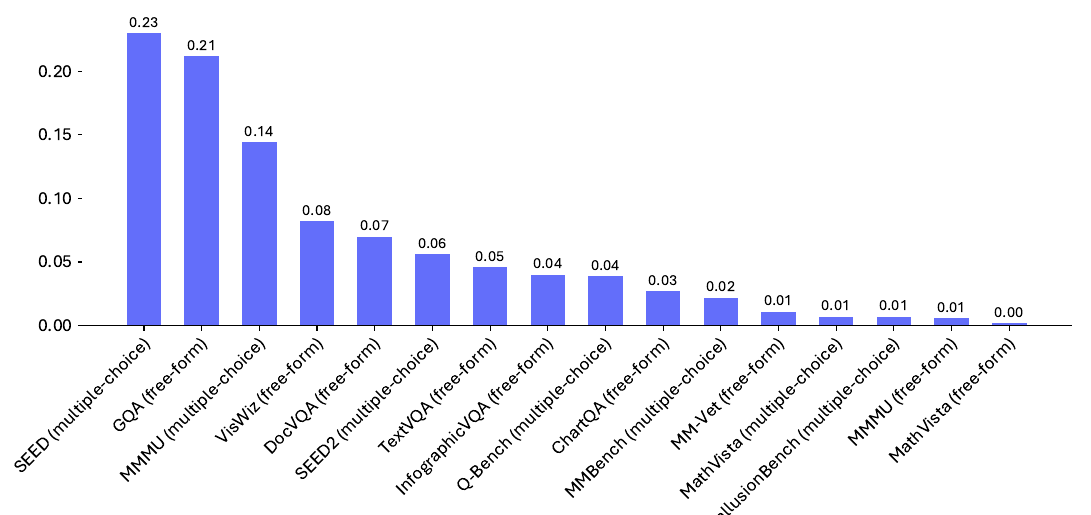 0.23
0.21
0.14
0.08
0.07
0.06
0.05
0.04
0.04
0.03
0.02
0.01
0.01
0.01
0.01
0.00
0.20
0.15
0.10
0.05
0.00
SEED (multiple-choice)
GQA (free-form)
MMMU (multiple-choice)
VisWiz (free-form)
DocVQA (free-form)
SEED2 (multiple-choice)
TextVQA (free-form)
InfographicVQA (free-form)
Q-Bench (multiple-choice)
ChartQA (free-form)
MMBench (multiple-choice)
MM-Vet (free-form)
MathVista (multiple-choice)
allusionBench (multiple-choice)
MMMU (free-form)
MathVista (free-form)